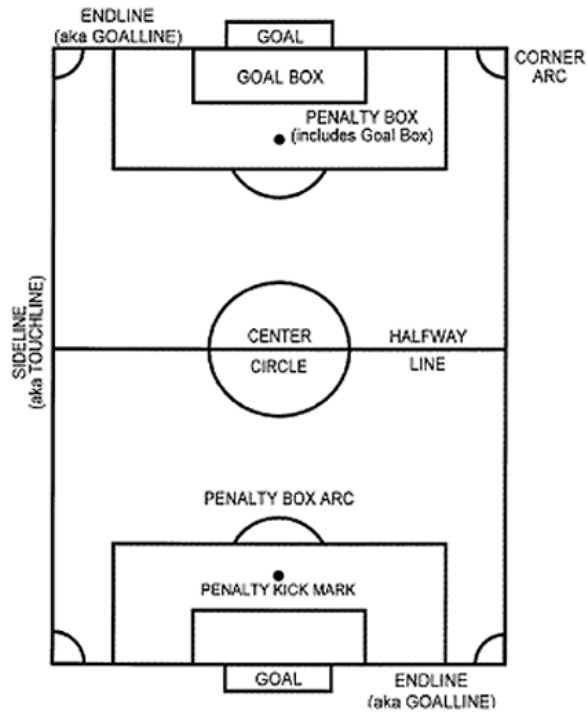 ENDLINE
(aka GOALLINE)
GOAL
CORNER
ARC
GOAL BOX
PENALTY BOX
(includes Goal Box)
SIDELINE
(aka TOUCHLINE)
CENTER
CIRCLE
HALFWAY
LINE
PENALTY BOX ARC
PENALTY KICK MARK
GOAL
ENDLINE
(aka GOALLINE)